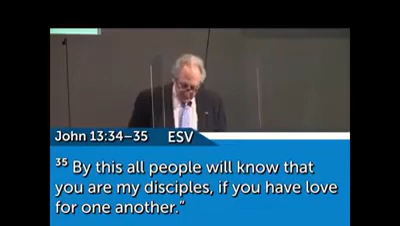 John 13:34–35 ESV
³⁵ By this all people will know that
you are my disciples, if you have love
for one another.”